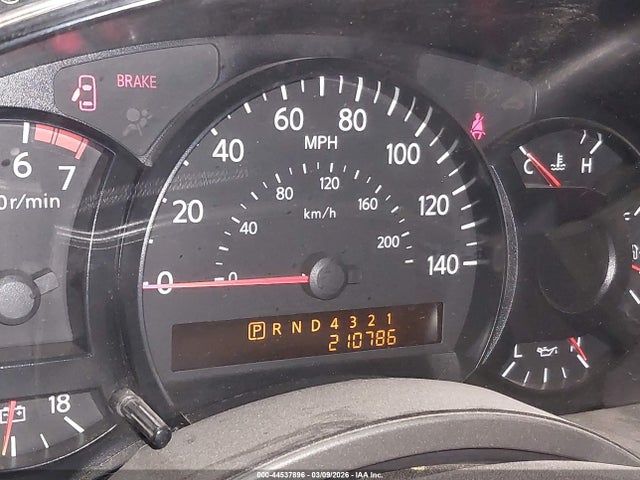 BRAKE
60 80
MPH
40 100
80 120 160
6 7
0r/min
20 km/h 120
40 200
0 0 140
C H
P R N D 4 3 2 1
210786
L H
18
000-44537896 - 03/09/2026 - IAA Inc.